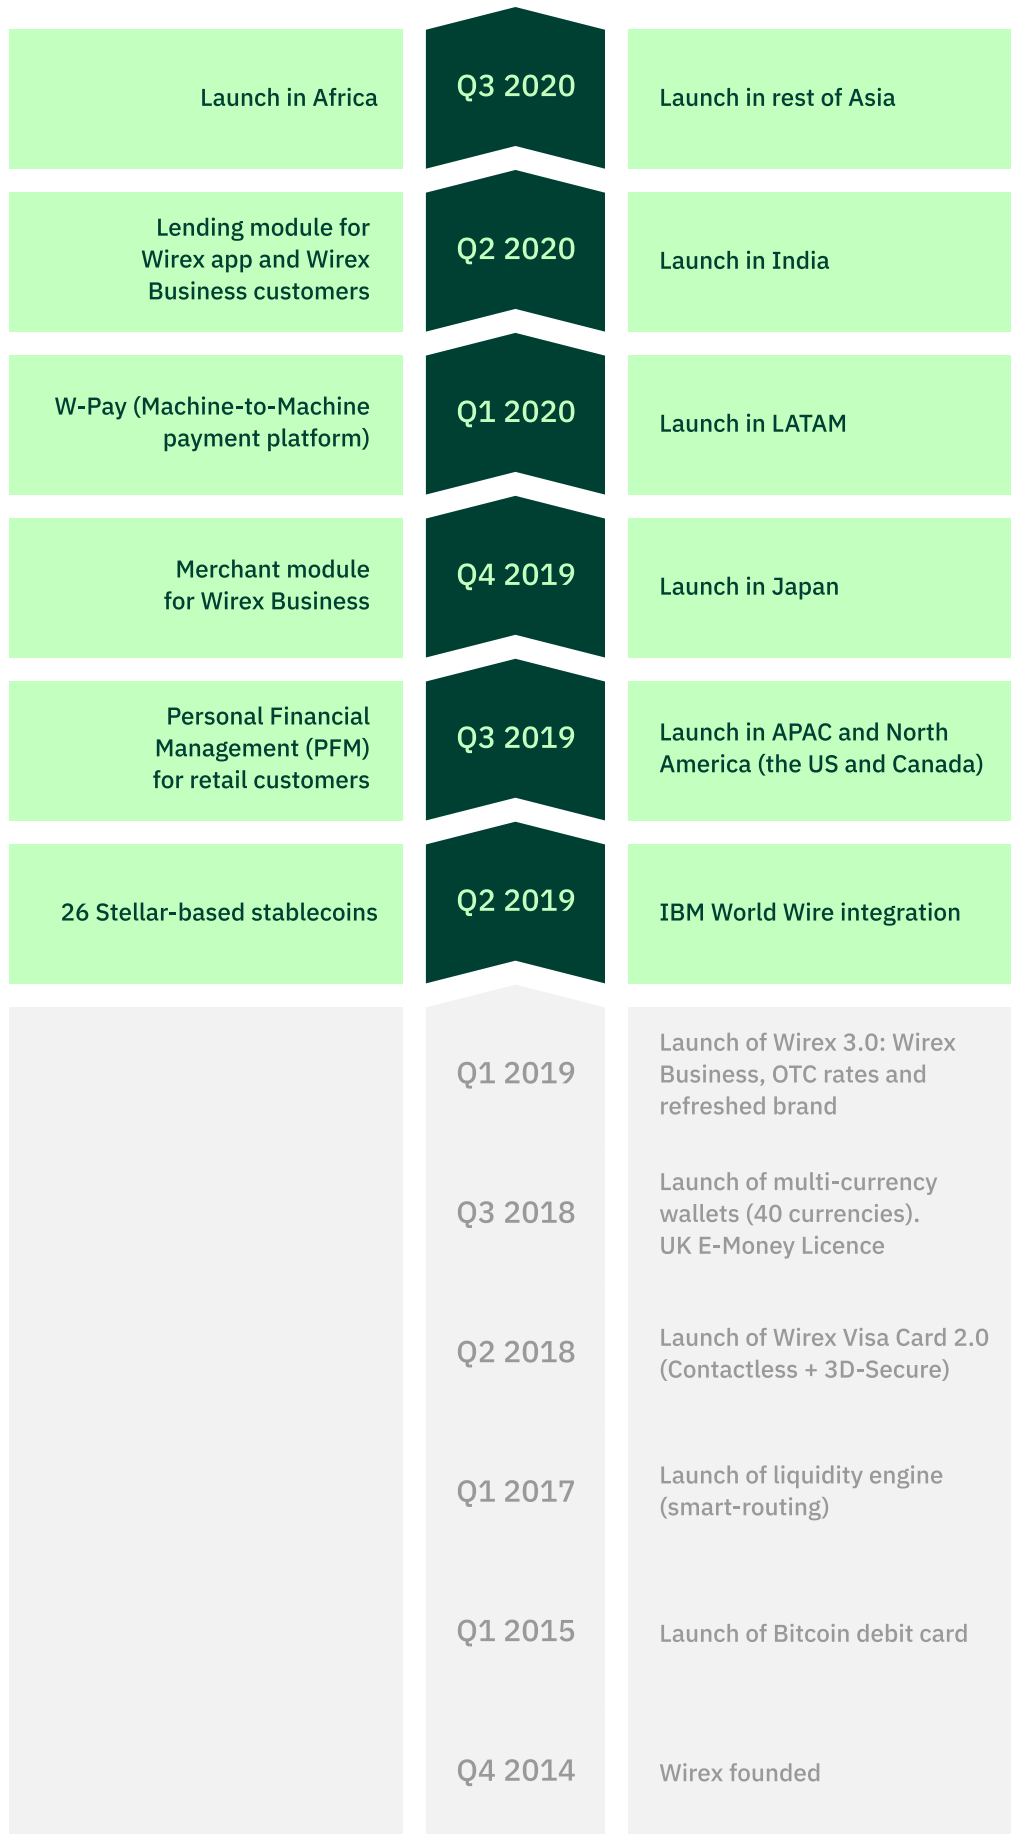 Launch in Africa
Q3 2020
Launch in rest of Asia
Lending module for
Wirex app and Wirex
Business customers
Q2 2020
Launch in India
W-Pay (Machine-to-Machine
payment platform)
Q1 2020
Launch in LATAM
Merchant module
for Wirex Business
Q4 2019
Launch in Japan
Personal Financial
Management (PFM)
for retail customers
Q3 2019
Launch in APAC and North
America (the US and Canada)
26 Stellar-based stablecoins
Q2 2019
IBM World Wire integration
Q1 2019
Launch of Wirex 3.0: Wirex
Business, OTC rates and
refreshed brand
Q3 2018
Launch of multi-currency
wallets (40 currencies).
UK E-Money Licence
Q2 2018
Launch of Wirex Visa Card 2.0
(Contactless + 3D-Secure)
Q1 2017
Launch of liquidity engine
(smart-routing)
Q1 2015
Launch of Bitcoin debit card
Q4 2014
Wirex founded